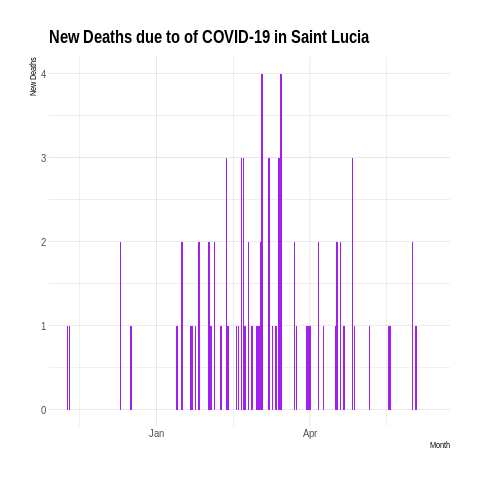 New Deaths due to of COVID-19 in Saint Lucia
New Deaths
4
3
2
1
0
Jan
Apr
Month